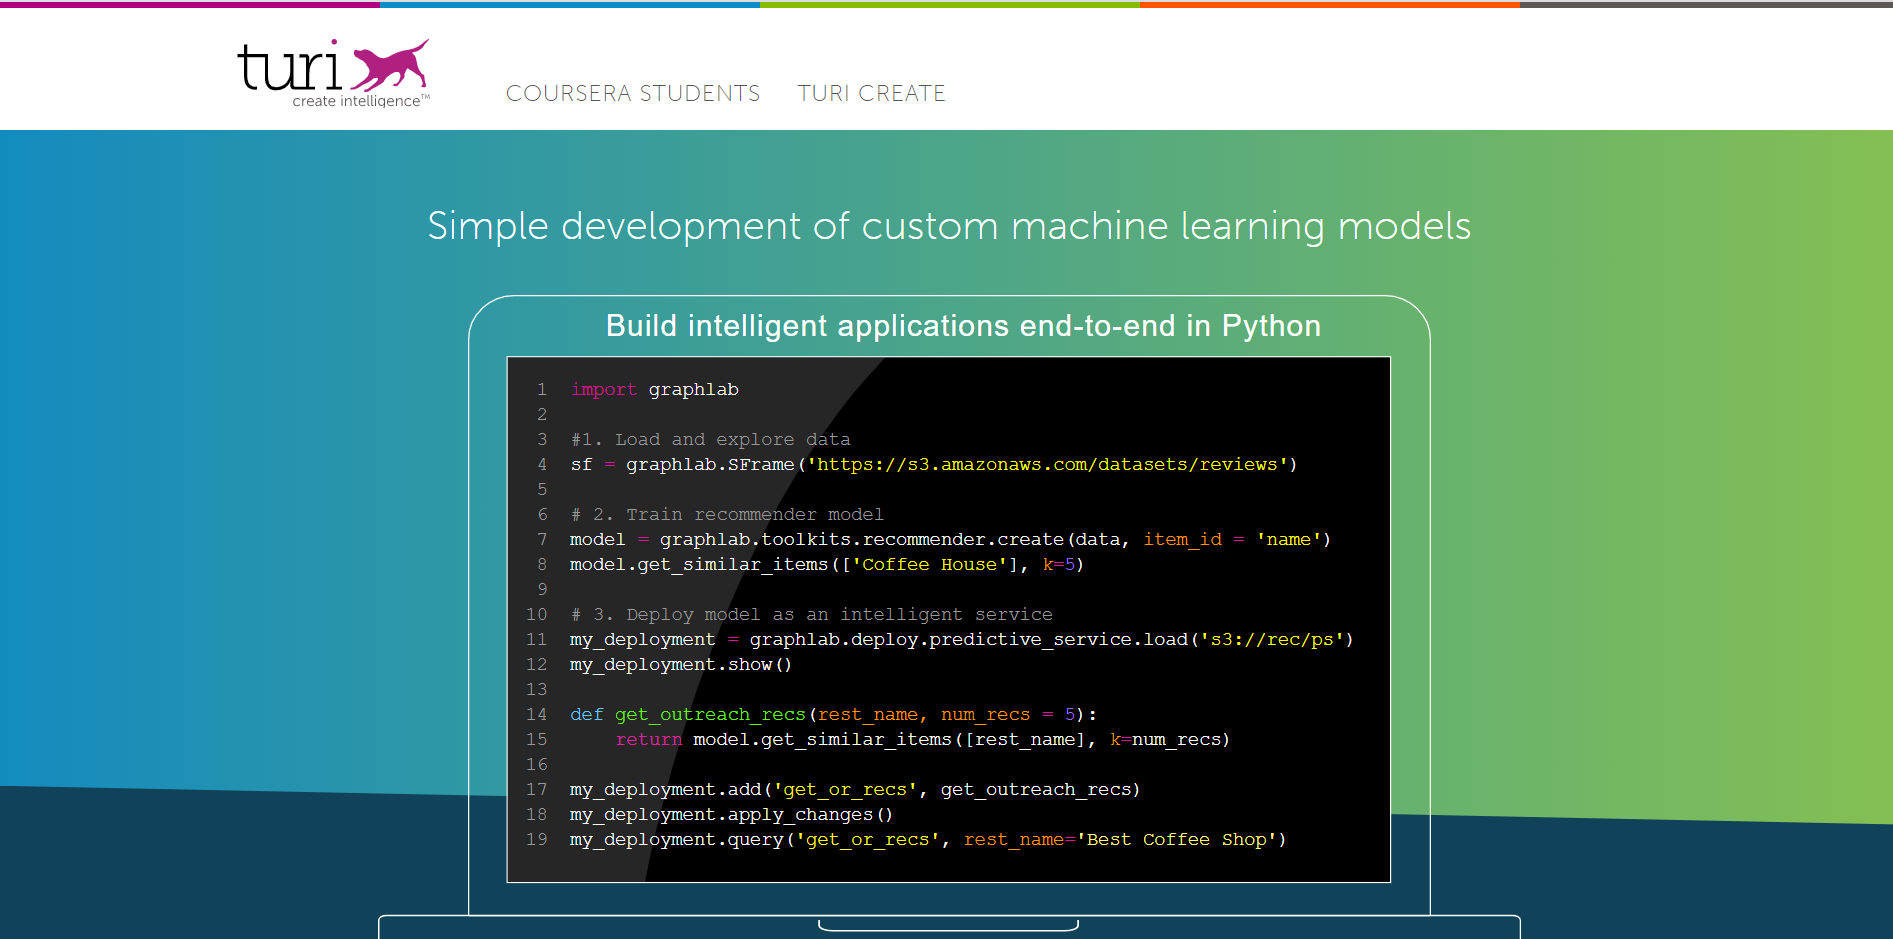 turi
create intelligence™
COURSERA STUDENTS TURI CREATE
Simple development of custom machine learning models
Build intelligent applications end-to-end in Python
1 import graphlab
2
3 #1. Load and explore data
4 sf = graphlab.SFrame('https://s3.amazonaws.com/datasets/reviews')
5
6 # 2. Train recommender model
7 model = graphlab.toolkits.recommender.create(data, item_id = 'name')
8 model.get_similar_items(['Coffee House'], k=5)
9
10 # 3. Deploy model as an intelligent service
11 my_deployment = graphlab.deploy.predictive_service.load('s3://rec/ps')
12 my_deployment.show()
13
14 def get_outreach_recs(rest_name, num_recs = 5):
15     return model.get_similar_items([rest_name], k=num_recs)
16
17 my_deployment.add('get_or_recs', get_outreach_recs)
18 my_deployment.apply_changes()
19 my_deployment.query('get_or_recs', rest_name='Best Coffee Shop')